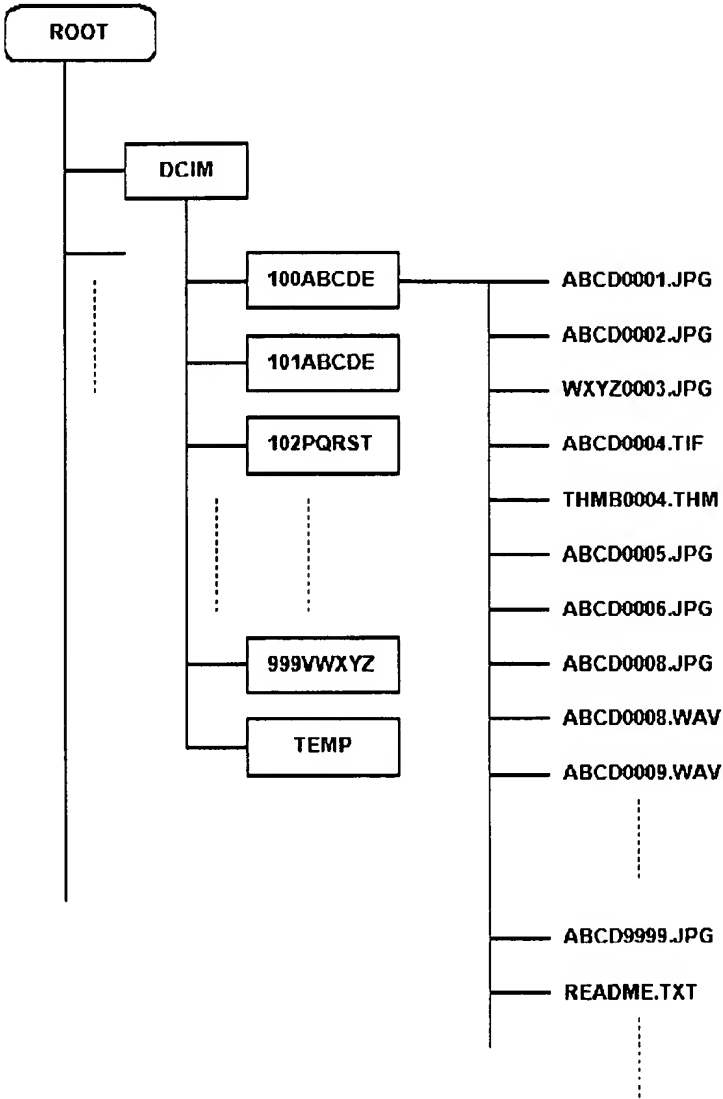 ROOT
DCIM
100ABCDE
101ABCDE
102PQRST
999VWXYZ
TEMP
ABCD0001.JPG
ABCD0002.JPG
WXYZ0003.JPG
ABCD0004.TIF
THMB0004.THM
ABCD0005.JPG
ABCD0006.JPG
ABCD0008.JPG
ABCD0008.WAV
ABCD0009.WAV
ABCD9999.JPG
README.TXT